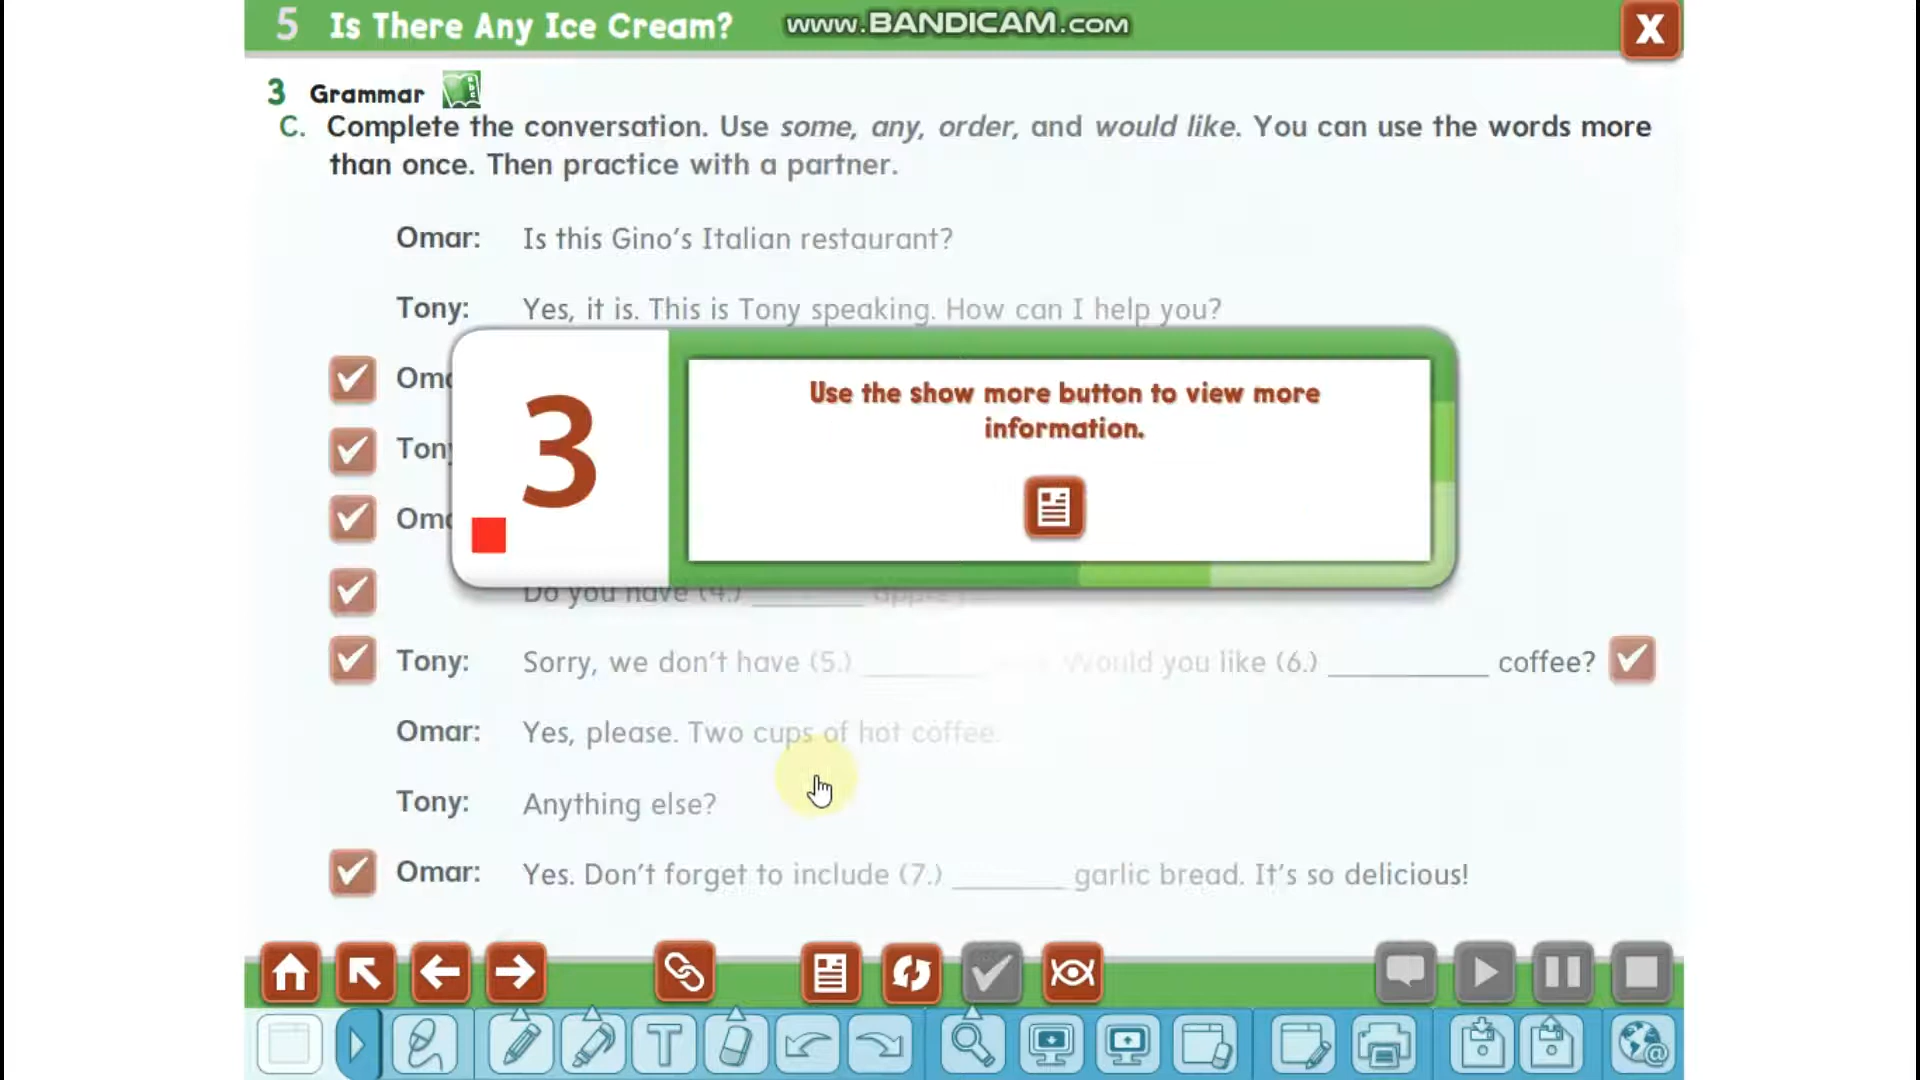 5 Is There Any Ice Cream?
www.BANDICAM.com
X
3 Grammar
C. Complete the conversation. Use some, any, order, and would like. You can use the words more
than once. Then practice with a partner.
Omar: Is this Gino's Italian restaurant?
Tony: Yes, it is. This is Tony speaking. How can I help you?
3
Use the show more button to view more
information.
Do you have (4.) ________
Tony: Sorry, we don't have (5.) ________ Would you like (6.) ________ coffee?
Omar: Yes, please. Two cups of hot coffee.
Tony: Anything else?
Omar: Yes. Don't forget to include (7.) ________ garlic bread. It's so delicious!